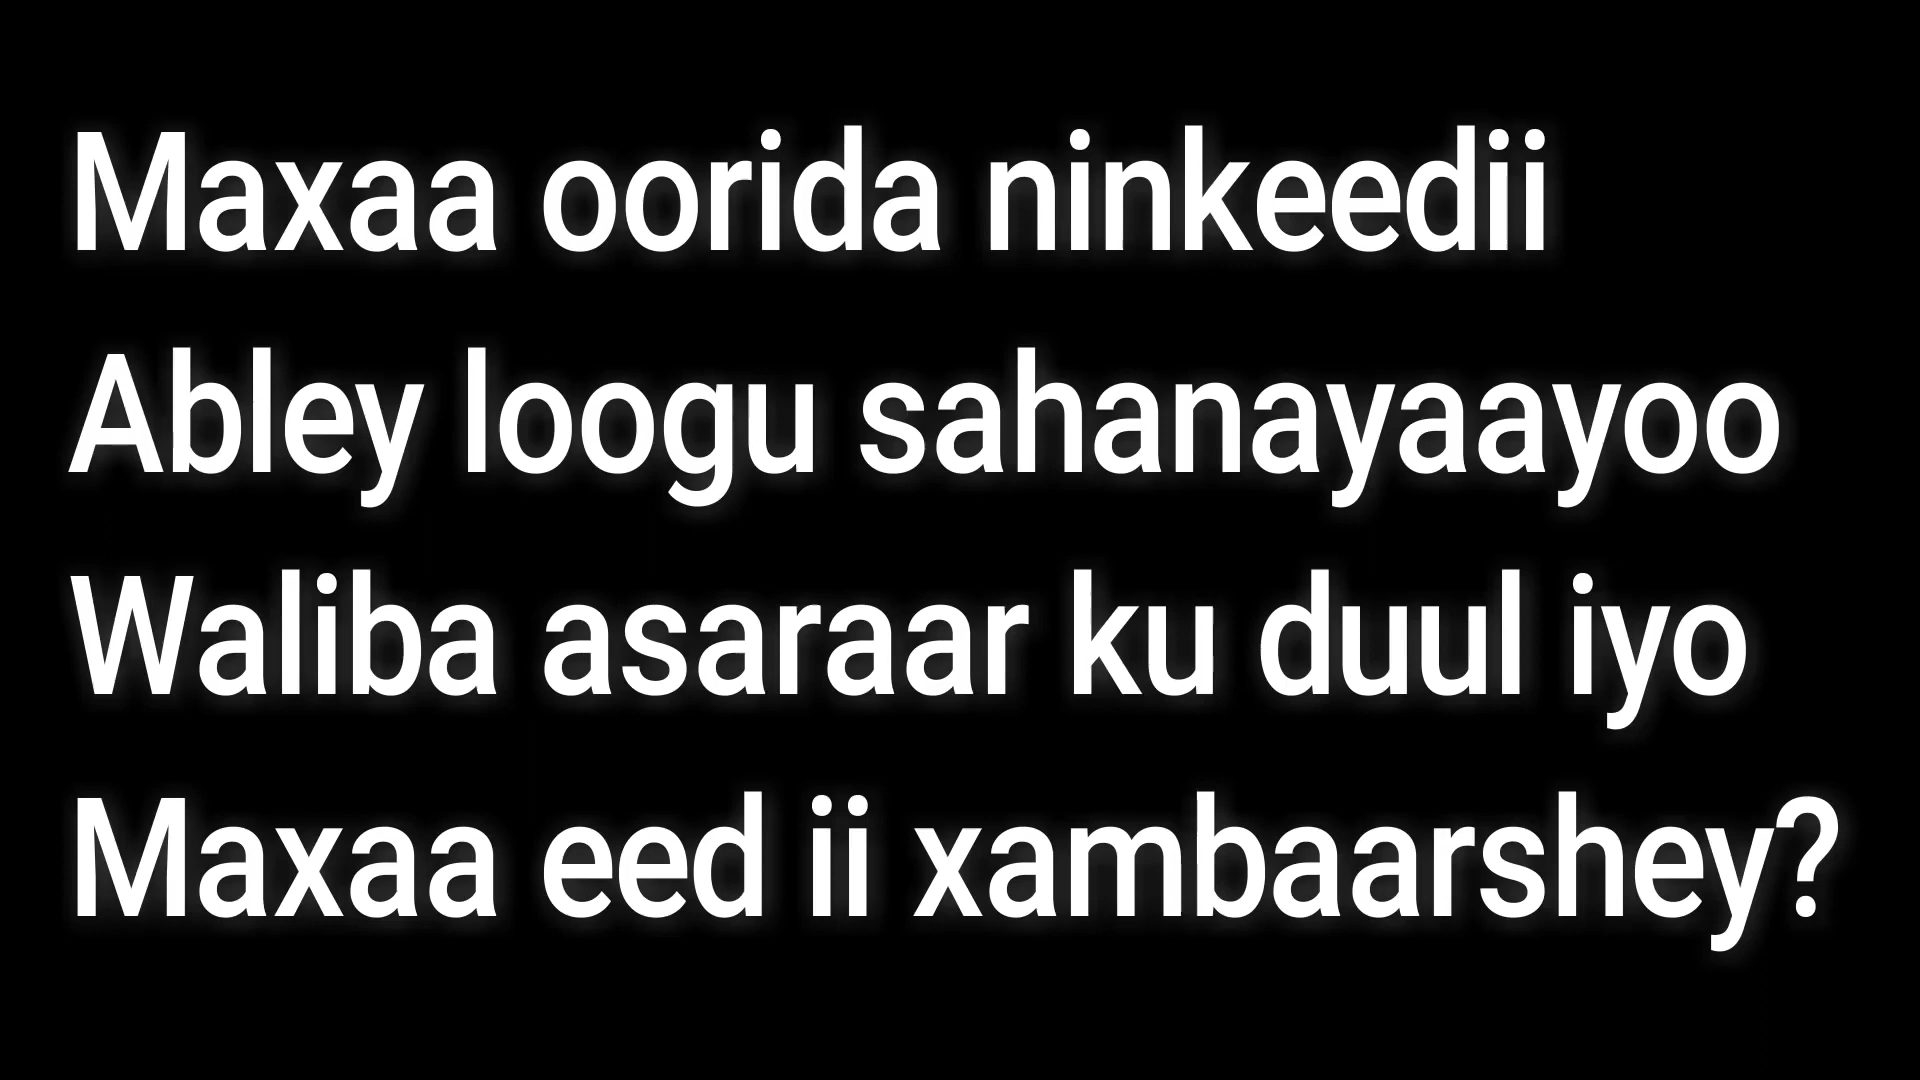 Maxaa oorida ninkeedii
Abley loogu sahanayaayoo
Waliba asaraar ku duul iyo
Maxaa eed ii xambaarshey?